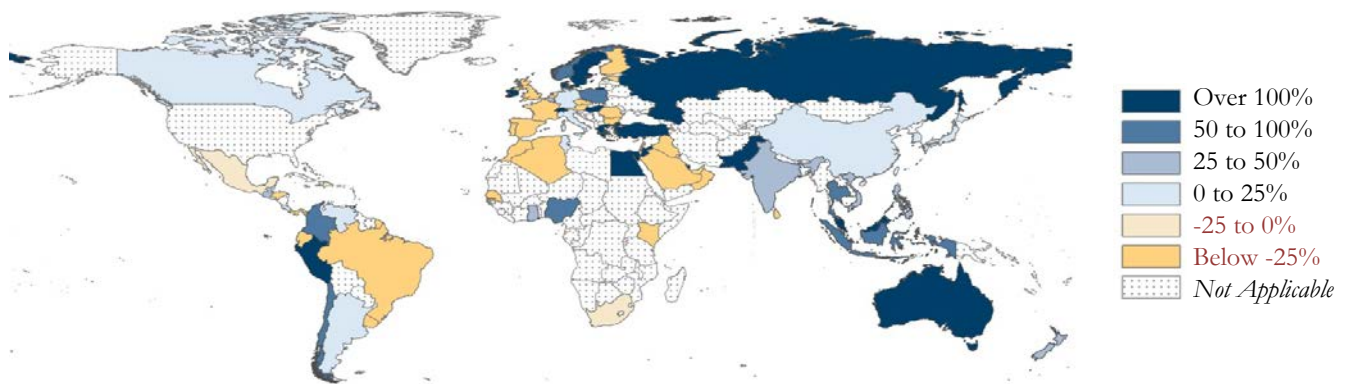 Over 100%
50 to 100%
25 to 50%
0 to 25%
-25 to 0%
Below -25%
Not Applicable